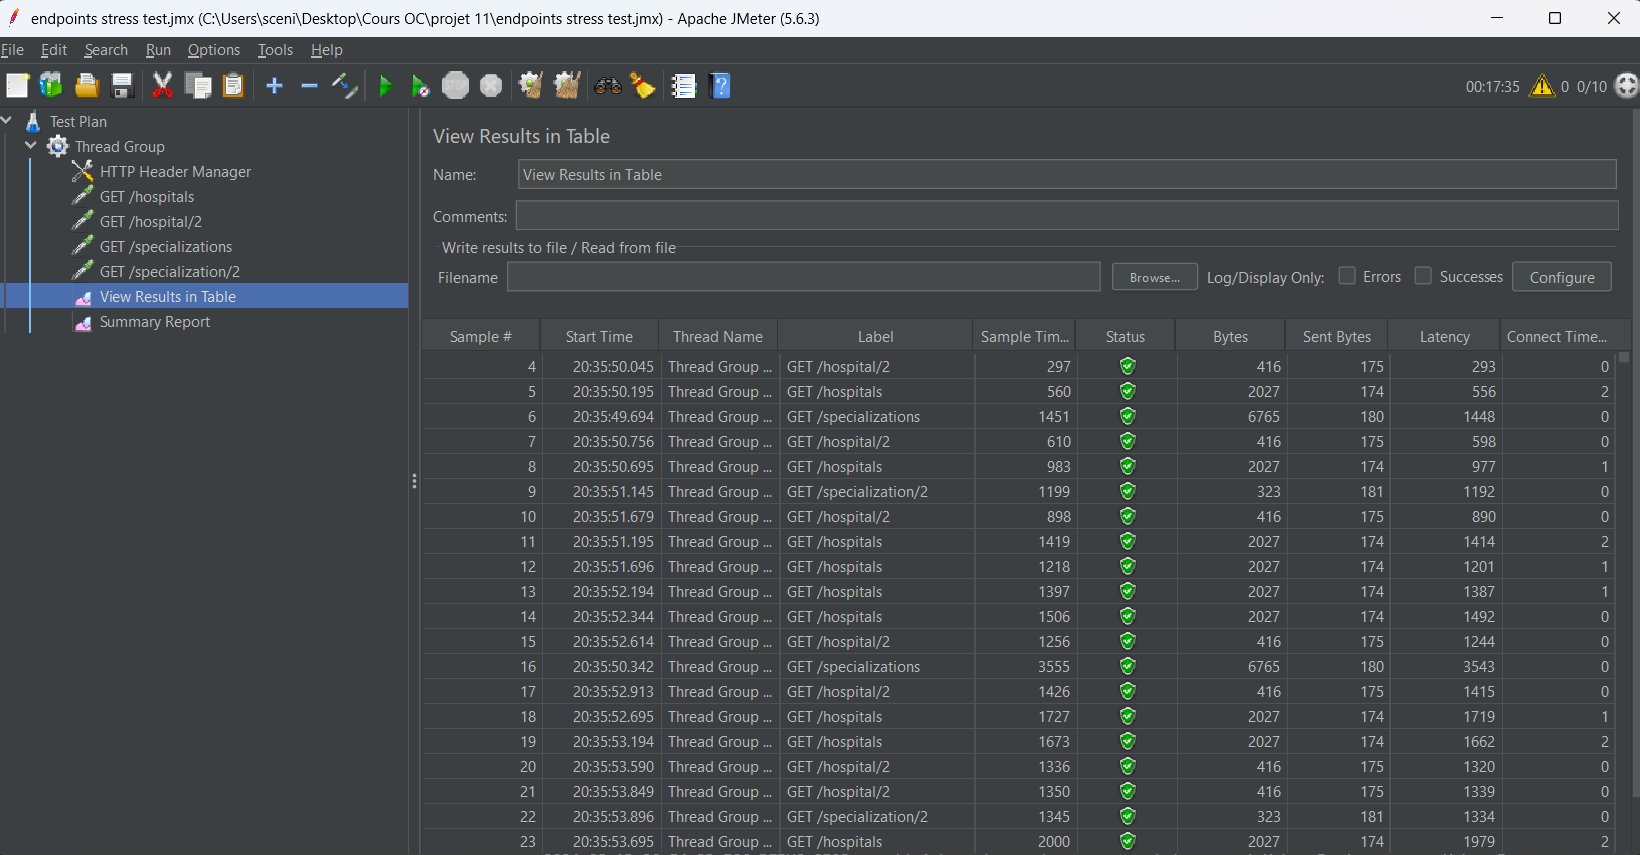 endpoints stress test.jmx (C:\Users\sceni\Desktop\Cours OC\projet 11\endpoints stress test.jmx) - Apache JMeter (5.6.3)
File Edit Search Run Options Tools Help
STOP 00:17:35 0 0/10
Test Plan
Thread Group
HTTP Header Manager
GET /hospitals
GET /hospital/2
GET /specializations
GET /specialization/2
View Results in Table
Summary Report
View Results in Table
Name: View Results in Table
Comments:
Write results to file / Read from file
Filename Browse... Log/Display Only: Errors Successes Configure
Sample # Start Time Thread Name Label Sample Tim... Status Bytes Sent Bytes Latency Connect Time...
4 20:35:50.045 Thread Group ... GET /hospital/2 297 416 175 293 0
5 20:35:50.195 Thread Group ... GET /hospitals 560 2027 174 556 2
6 20:35:49.694 Thread Group ... GET /specializations 1451 6765 180 1448 0
7 20:35:50.756 Thread Group ... GET /hospital/2 610 416 175 598 0
8 20:35:50.695 Thread Group ... GET /hospitals 983 2027 174 977 1
9 20:35:51.145 Thread Group ... GET /specialization/2 1199 323 181 1192 0
10 20:35:51.679 Thread Group ... GET /hospital/2 898 416 175 890 0
11 20:35:51.195 Thread Group ... GET /hospitals 1419 2027 174 1414 2
12 20:35:51.696 Thread Group ... GET /hospitals 1218 2027 174 1201 1
13 20:35:52.194 Thread Group ... GET /hospitals 1397 2027 174 1387 1
14 20:35:52.344 Thread Group ... GET /hospitals 1506 2027 174 1492 0
15 20:35:52.614 Thread Group ... GET /hospital/2 1256 416 175 1244 0
16 20:35:50.342 Thread Group ... GET /specializations 3555 6765 180 3543 0
17 20:35:52.913 Thread Group ... GET /hospital/2 1426 416 175 1415 0
18 20:35:52.695 Thread Group ... GET /hospitals 1727 2027 174 1719 1
19 20:35:53.194 Thread Group ... GET /hospitals 1673 2027 174 1662 2
20 20:35:53.590 Thread Group ... GET /hospital/2 1336 416 175 1320 0
21 20:35:53.849 Thread Group ... GET /hospital/2 1350 416 175 1339 0
22 20:35:53.896 Thread Group ... GET /specialization/2 1345 323 181 1334 0
23 20:35:53.695 Thread Group ... GET /hospitals 2000 2027 174 1979 2